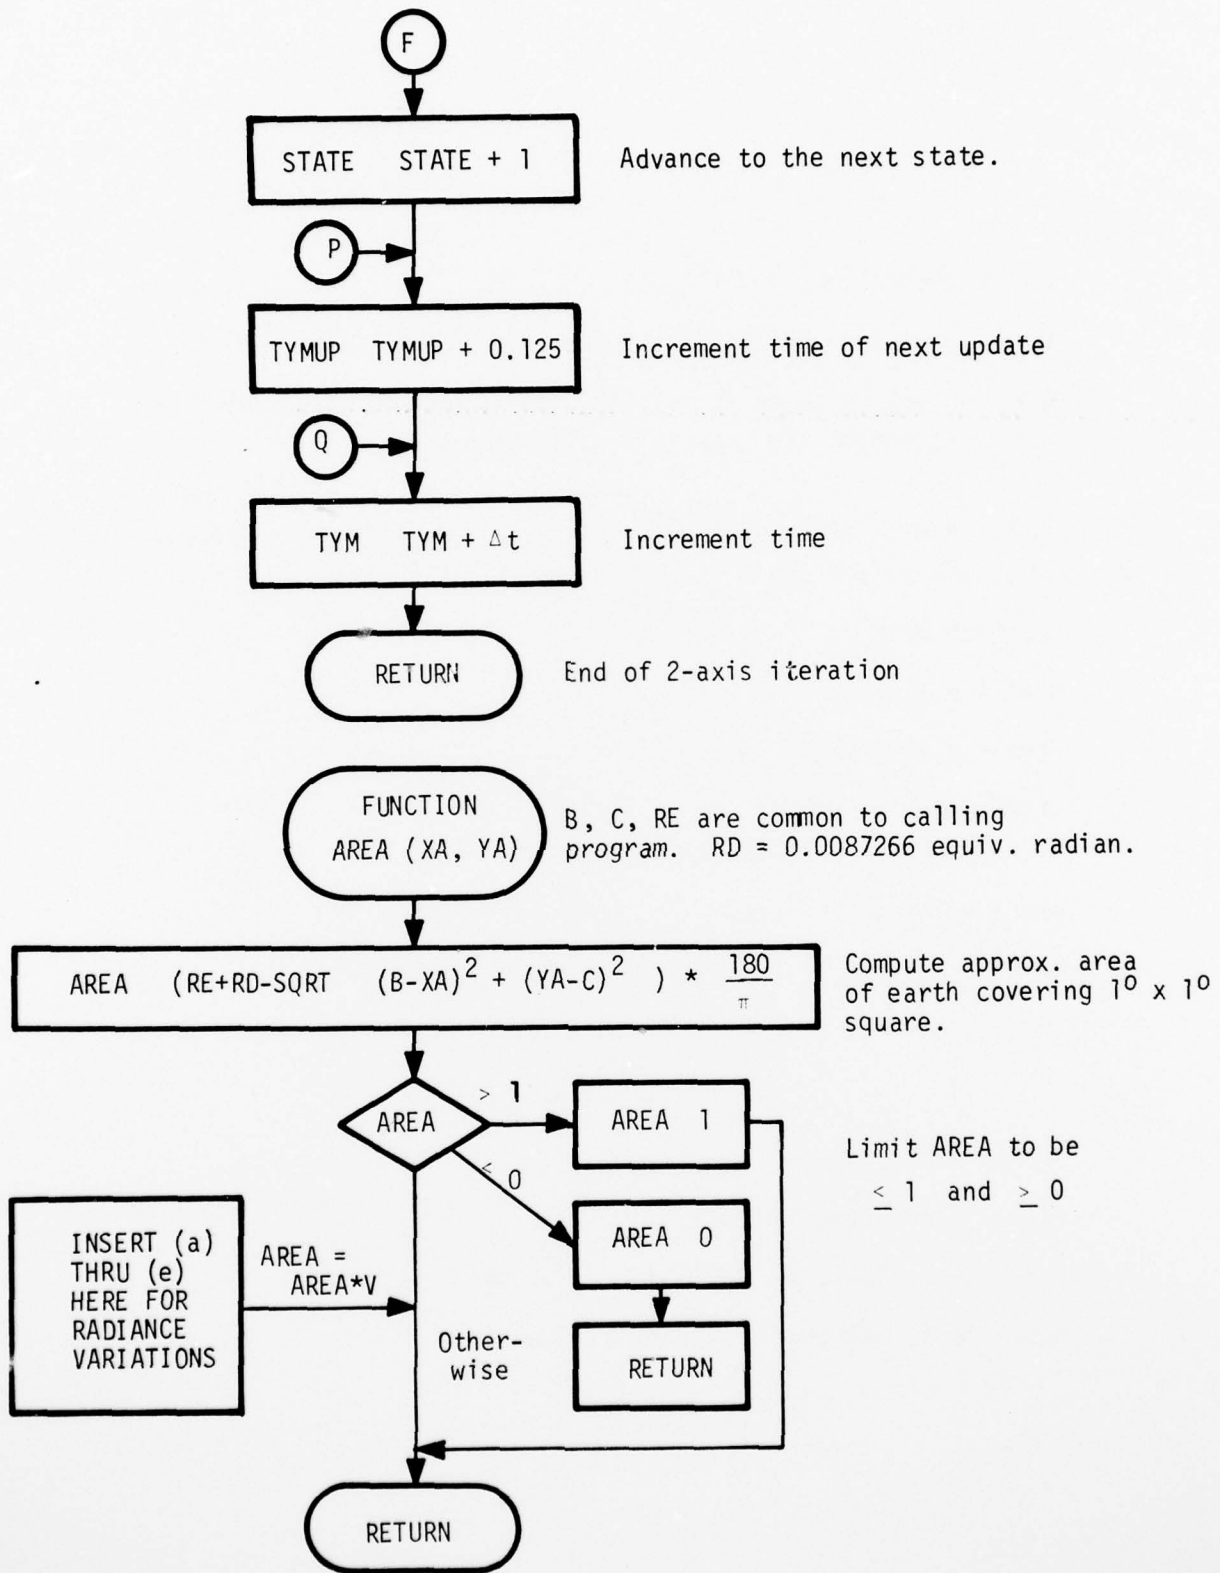 F
STATE STATE + 1
Advance to the next state.
P
TYMUP TYMUP + 0.125
Increment time of next update
Q
TYM TYM + Δt
Increment time
RETURN
End of 2-axis iteration
FUNCTION
AREA (XA, YA)
B, C, RE are common to calling
program. RD = 0.0087266 equiv. radian.
AREA (RE+RD-SQRT (B-XA)² + (YA-C)² ) * 180/π
Compute approx. area
of earth covering 1º x 1º
square.
AREA
> 1
AREA 1
< 0
AREA 0
RETURN
Limit AREA to be
≤ 1 and ≥ 0
INSERT (a)
THRU (e)
HERE FOR
RADIANCE
VARIATIONS
AREA =
AREA*V
Other-
wise
RETURN